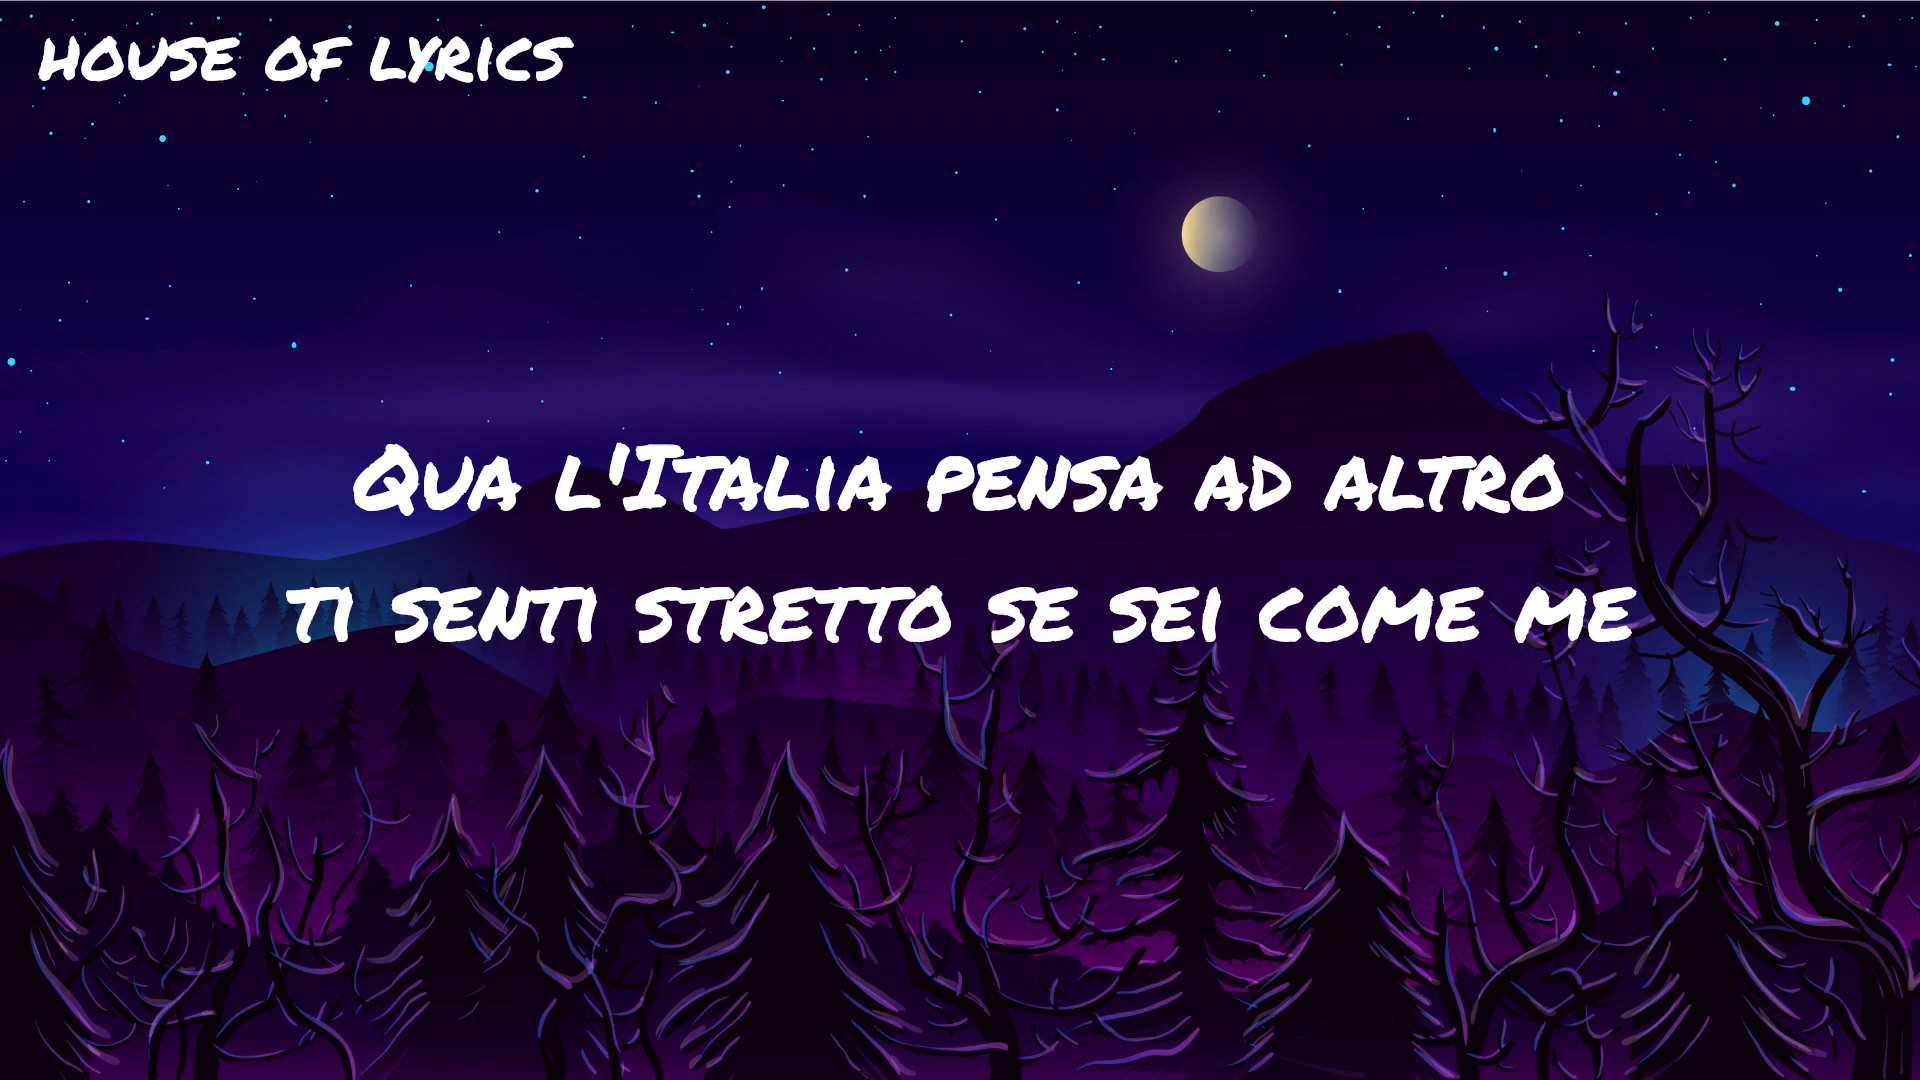 HOUSE OF LYRICS
QUA L'ITALIA PENSA AD ALTRO
TI SENTI STRETTO SE SEI COME ME